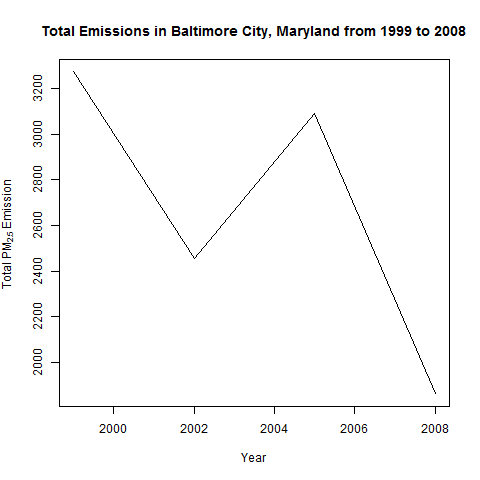 Total Emissions in Baltimore City, Maryland from 1999 to 2008
Total PM₂.₅ Emission
3200
3000
2800
2600
2400
2200
2000
2000 2002 2004 2006 2008
Year